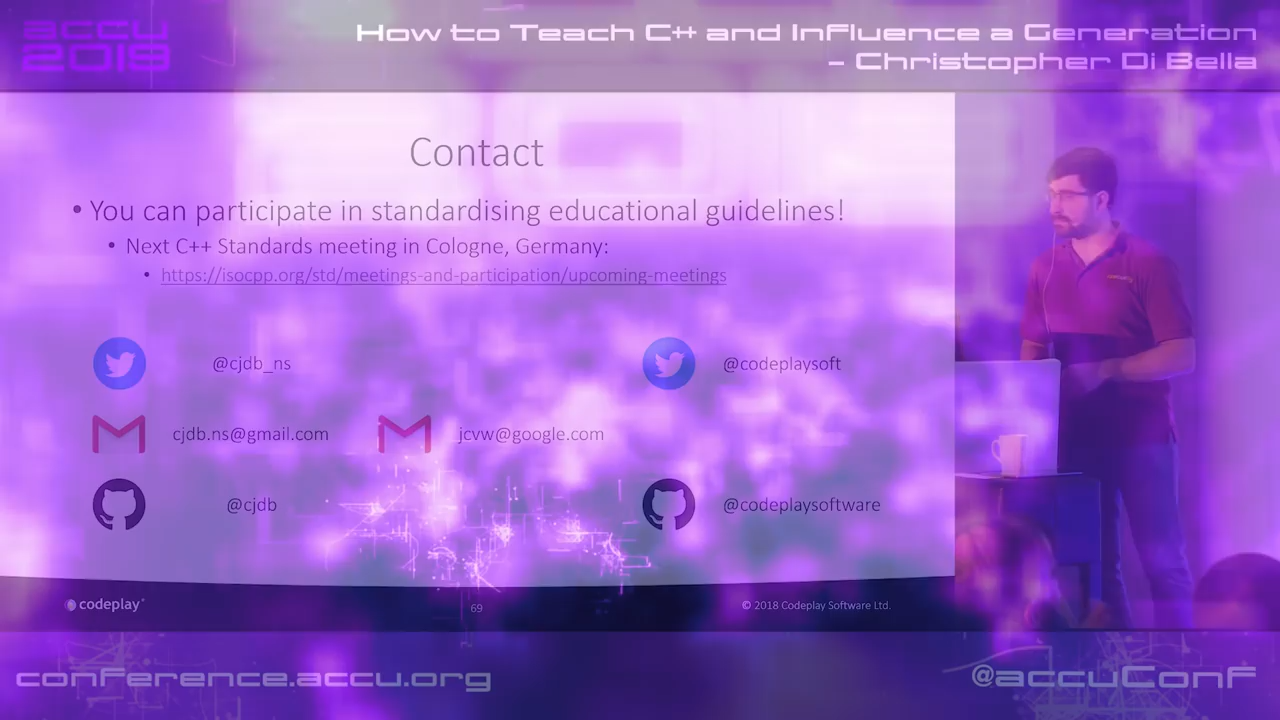 accu
2019
How to Teach C++ and Influence a Generation
– Christopher Di Bella
Contact
• You can participate in standardising educational guidelines!
• Next C++ Standards meeting in Cologne, Germany:
• https://isocpp.org/std/meetings-and-participation/upcoming-meetings
@cjdb_ns
@codeplaysoft
cjdb.ns@gmail.com
jcvw@google.com
@cjdb
@codeplaysoftware
codeplay
69
© 2018 Codeplay Software Ltd.
conference.accu.org
@accuConf